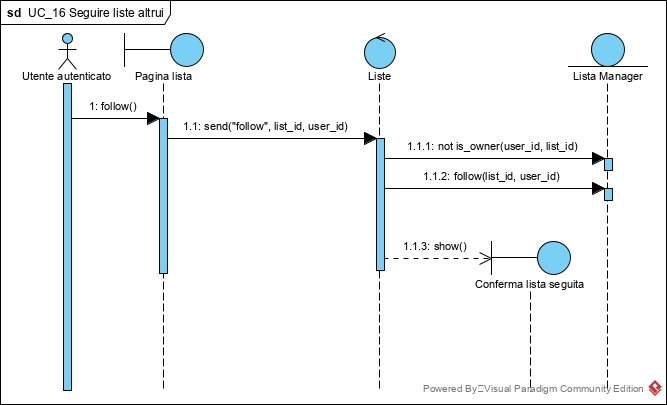 sd UC_16 Seguire liste altrui
Utente autenticato
Pagina lista
Liste
Lista Manager
1: follow()
1.1: send("follow", list_id, user_id)
1.1.1: not is_owner(user_id, list_id)
1.1.2: follow(list_id, user_id)
1.1.3: show()
Conferma lista seguita
Powered By Visual Paradigm Community Edition